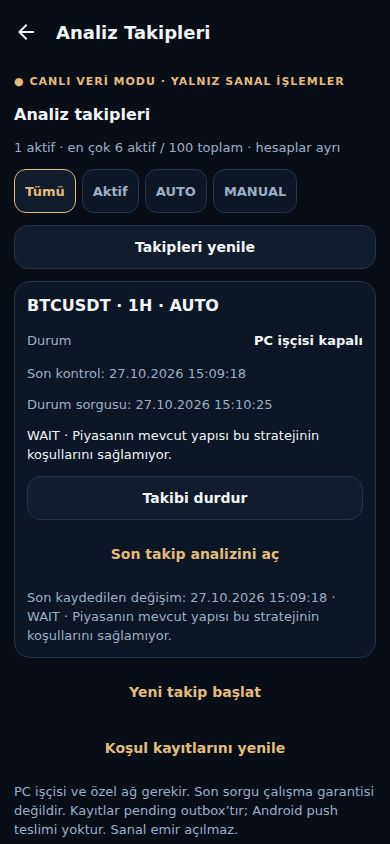 Analiz Takipleri
● CANLI VERİ MODU · YALNIZ SANAL İŞLEMLER
Analiz takipleri
1 aktif · en çok 6 aktif / 100 toplam · hesaplar ayrı
Tümü Aktif AUTO MANUAL
Takipleri yenile
BTCUSDT · 1H · AUTO
Durum PC işçisi kapalı
Son kontrol: 27.10.2026 15:09:18
Durum sorgusu: 27.10.2026 15:10:25
WAIT · Piyasanın mevcut yapısı bu stratejinin
koşullarını sağlamıyor.
Takibi durdur
Son takip analizini aç
Son kaydedilen değişim: 27.10.2026 15:09:18 ·
WAIT · Piyasanın mevcut yapısı bu stratejinin
koşullarını sağlamıyor.
Yeni takip başlat
Koşul kayıtlarını yenile
PC işçisi ve özel ağ gerekir. Son sorgu çalışma garantisi
değildir. Kayıtlar pending outbox’tır; Android push
teslimi yoktur. Sanal emir açılmaz.